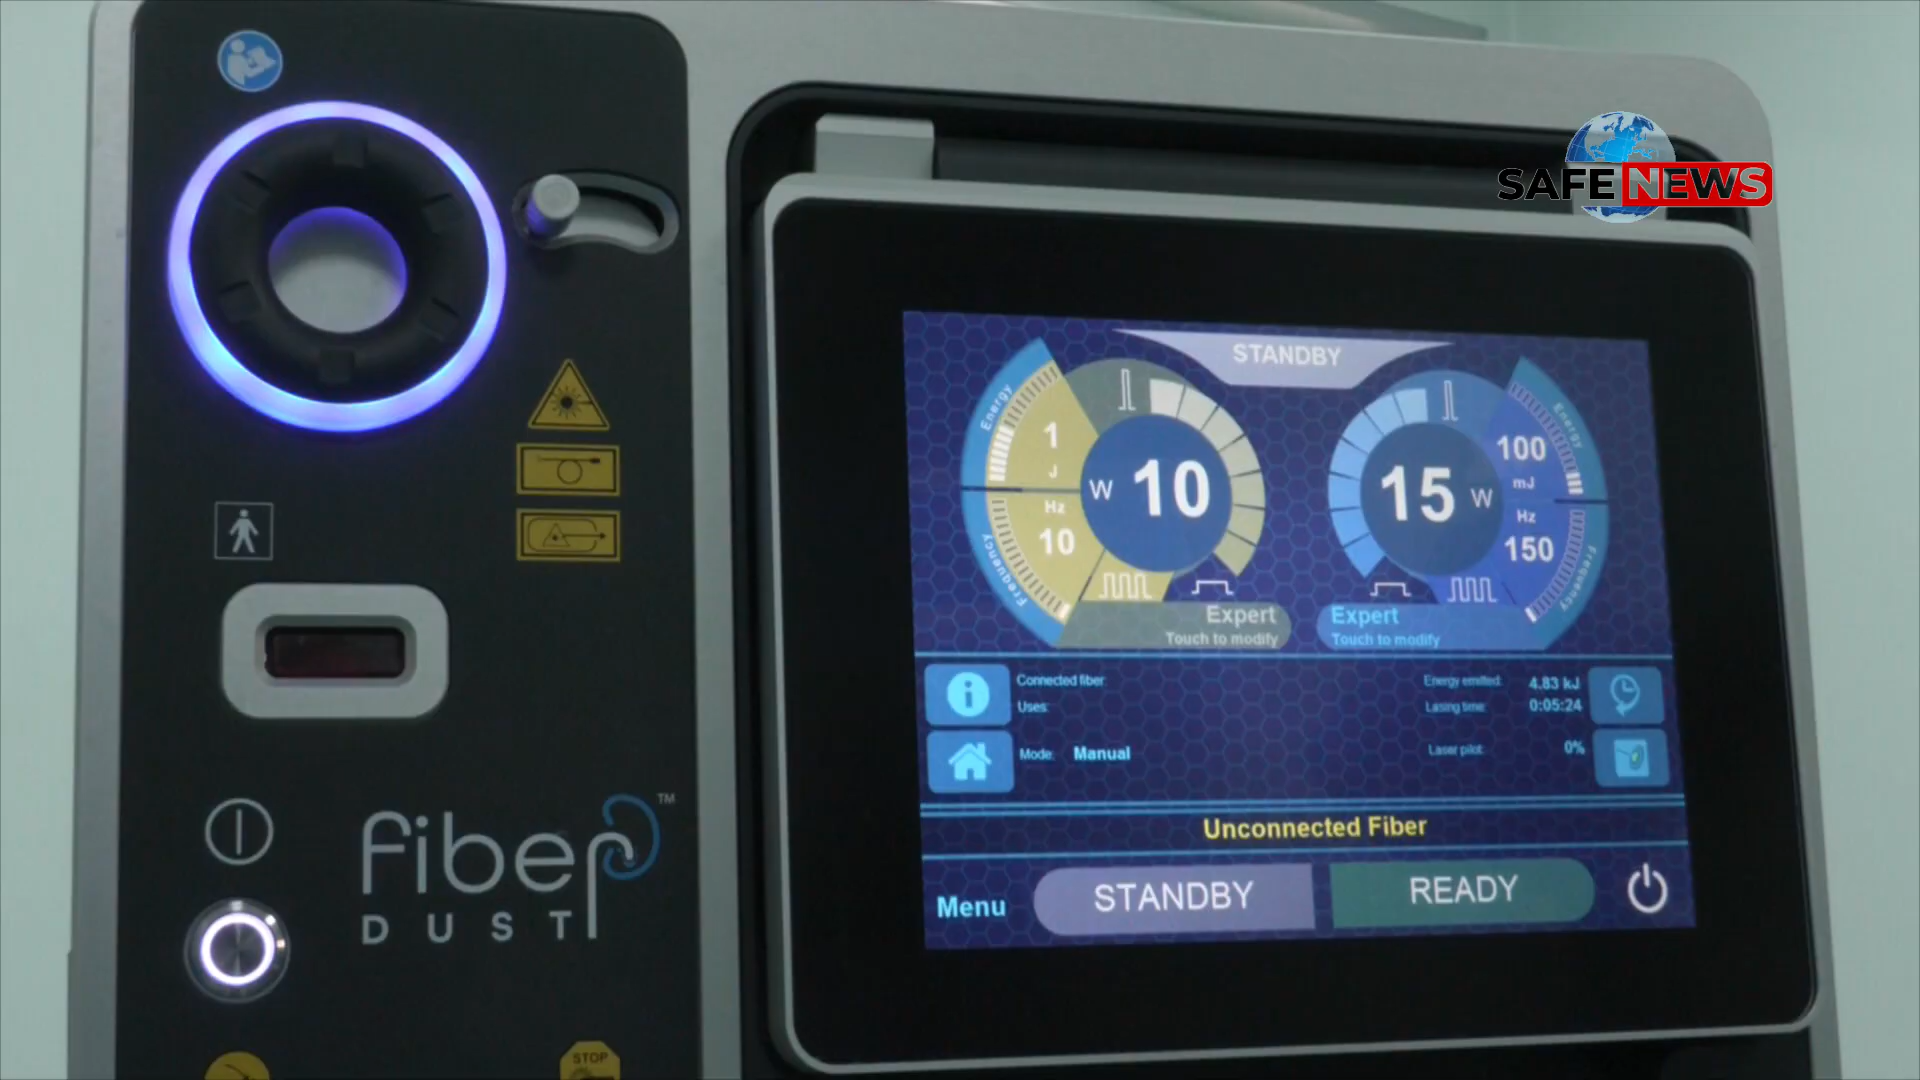 SAFE NEWS
STANDBY
Energy
1
J
Hz
10
Frequency
W 10
15 W
Energy
100
mJ
Hz
150
Frequency
Expert
Touch to modify
Expert
Touch to modify
Connected fiber:
Uses:
Energy emitted: 4.83 kJ
Lasing time: 0:05:24
Mode: Manual
Laser pilot: 0%
Unconnected Fiber
Menu
STANDBY
READY
fiber ™
DUST
STOP